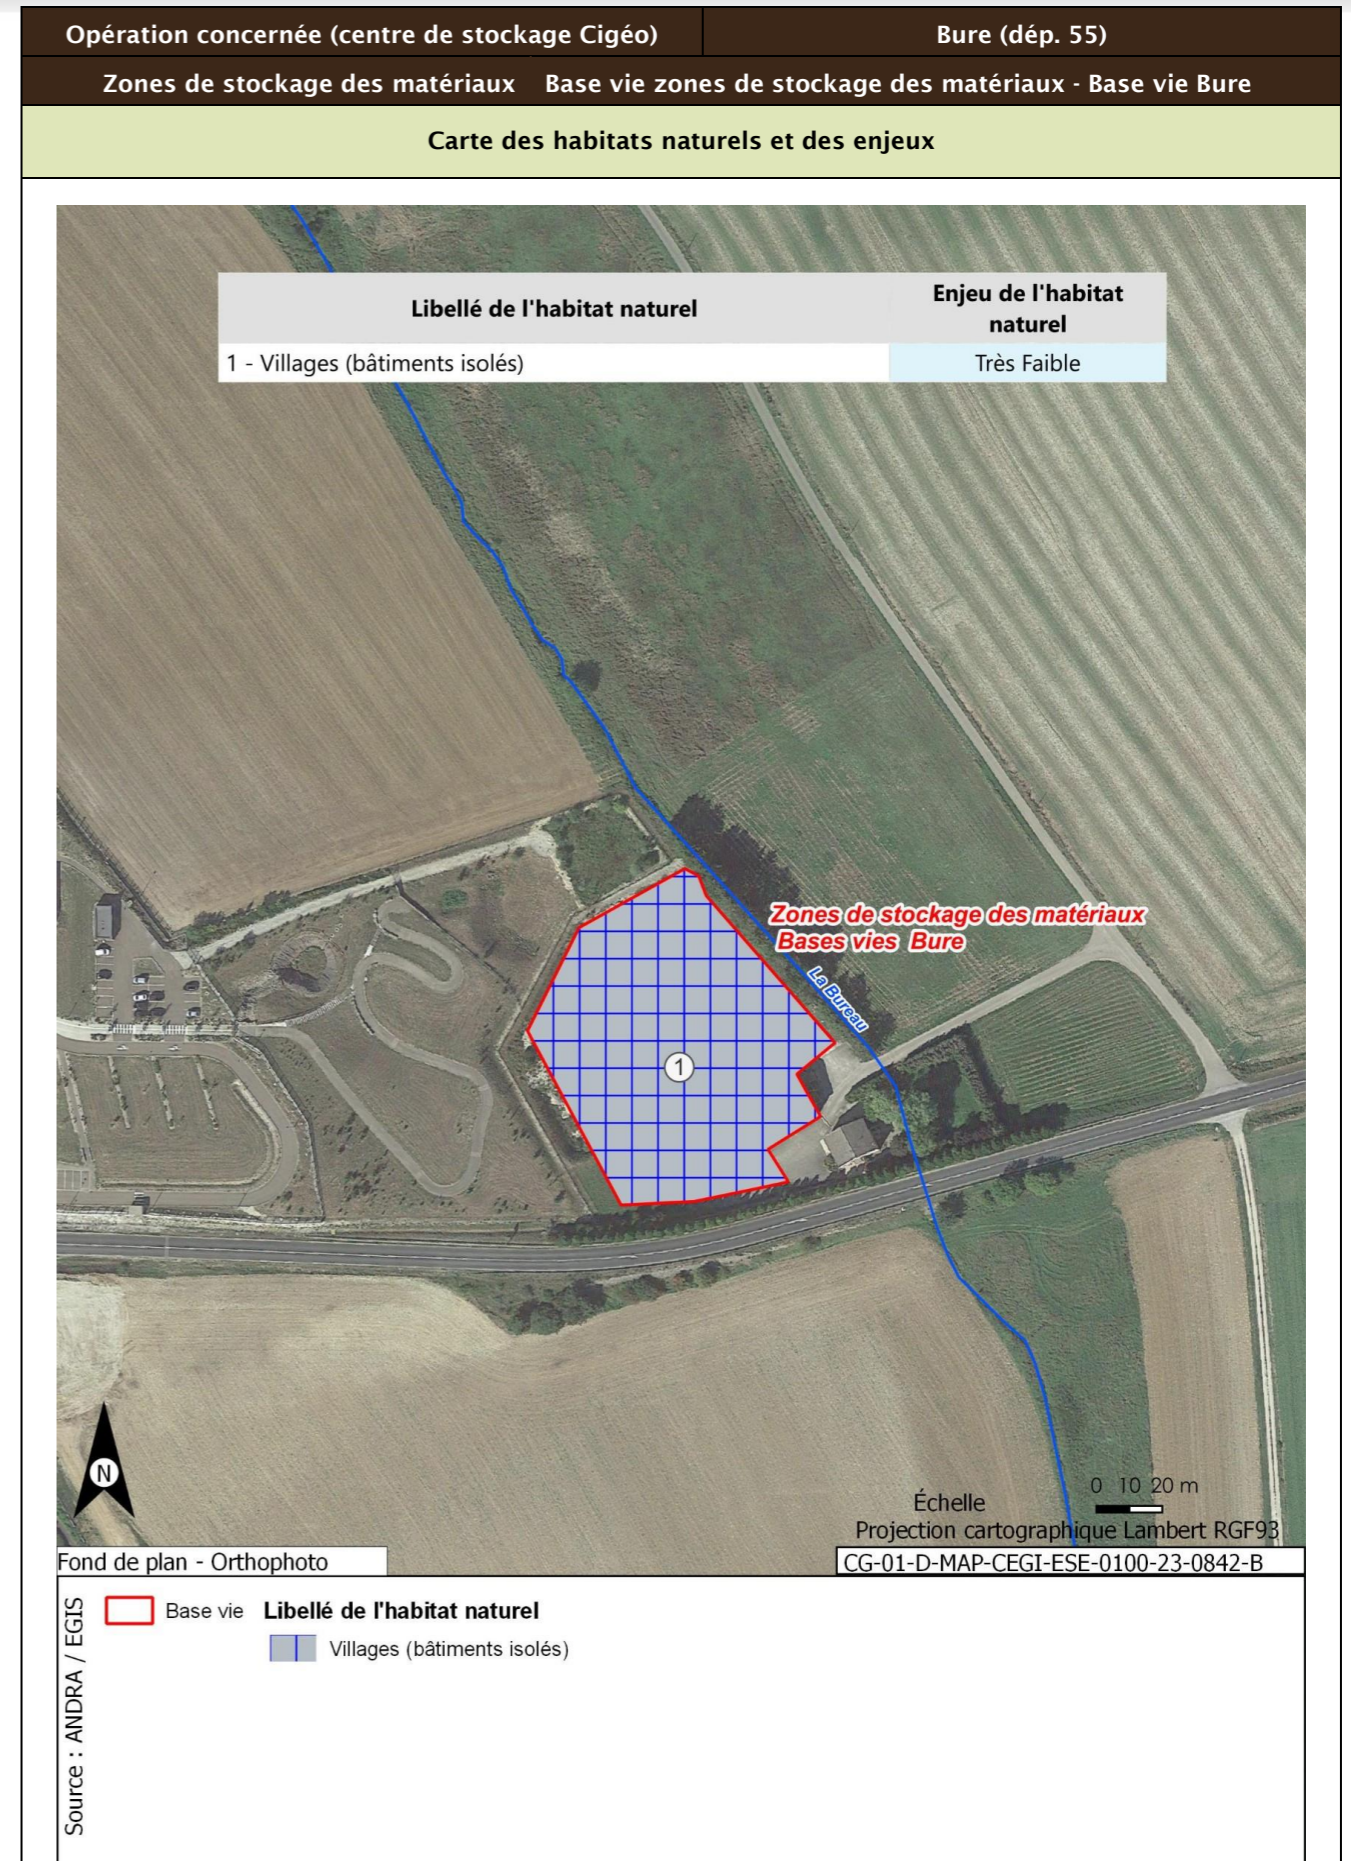 Opération concernée (centre de stockage Cigéo) Bure (dép. 55)
Zones de stockage des matériaux Base vie zones de stockage des matériaux - Base vie Bure
Carte des habitats naturels et des enjeux
Libellé de l'habitat naturel
Enjeu de l'habitat
naturel
1 - Villages (bâtiments isolés) Très Faible
Zones de stockage des matériaux
Bases vies Bure
La Bureau
1
N
0 10 20 m
Échelle
Projection cartographique Lambert RGF93
Fond de plan - Orthophoto
CG-01-D-MAP-CEGI-ESE-0100-23-0842-B
Source : ANDRA / EGIS
Base vie Libellé de l'habitat naturel
Villages (bâtiments isolés)